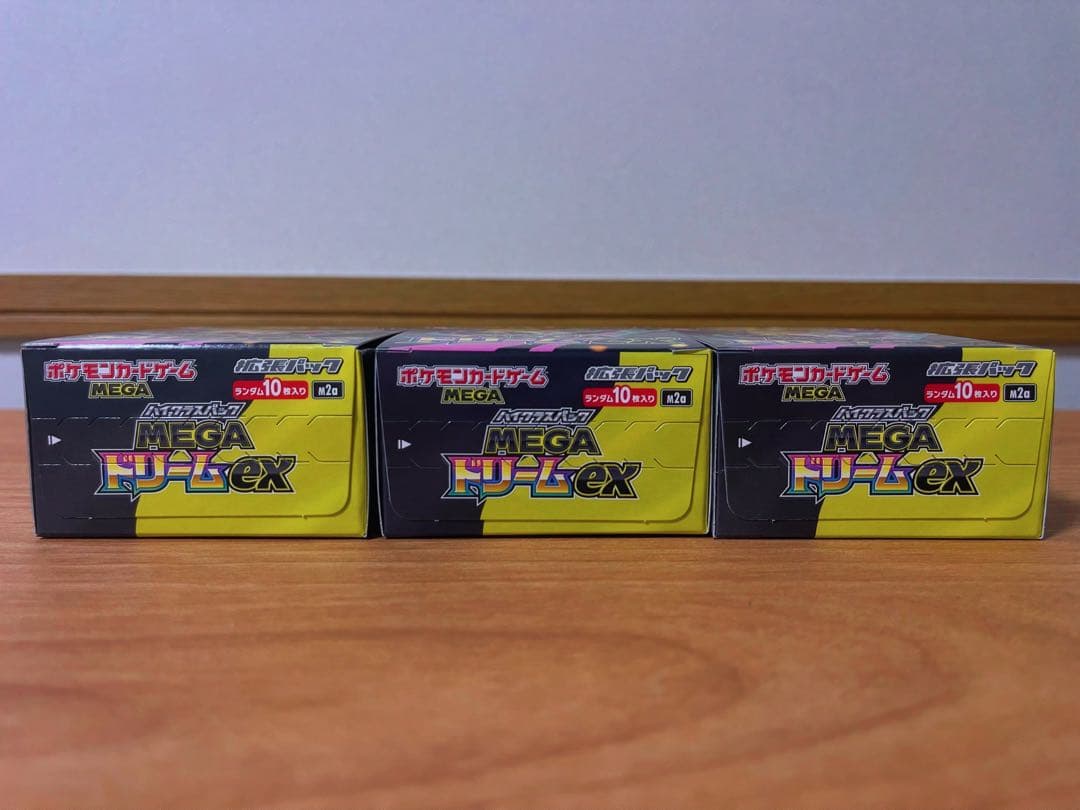 ポケモンカードゲーム
MEGA
拡張パック
ランダム10枚入り
M2a
ハイクラスパック
MEGA
ドリームex
ポケモンカードゲーム
MEGA
拡張パック
ランダム10枚入り
M2a
ハイクラスパック
MEGA
ドリームex
ポケモンカードゲーム
MEGA
拡張パック
ランダム10枚入り
M2a
ハイクラスパック
MEGA
ドリームex